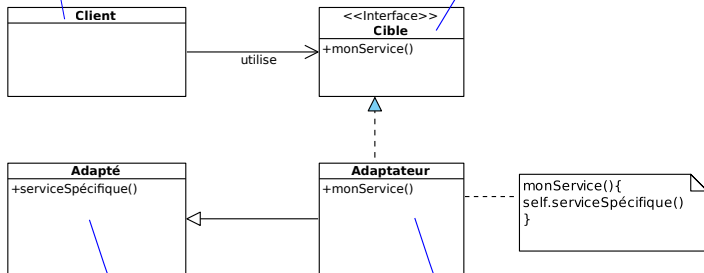 Client
<<Interface>>
Cible
+monService()
utilise
Adapté
+serviceSpécifique()
Adaptateur
+monService()
monService(){
self.serviceSpécifique()
}